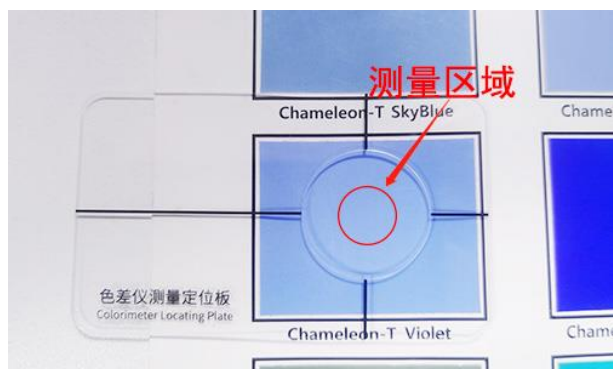 测量区域
Chameleon-T SkyBlue
Chame
色差仪测量定位板
Colorimeter Locating Plate
Chameleon-T Violet
Chame